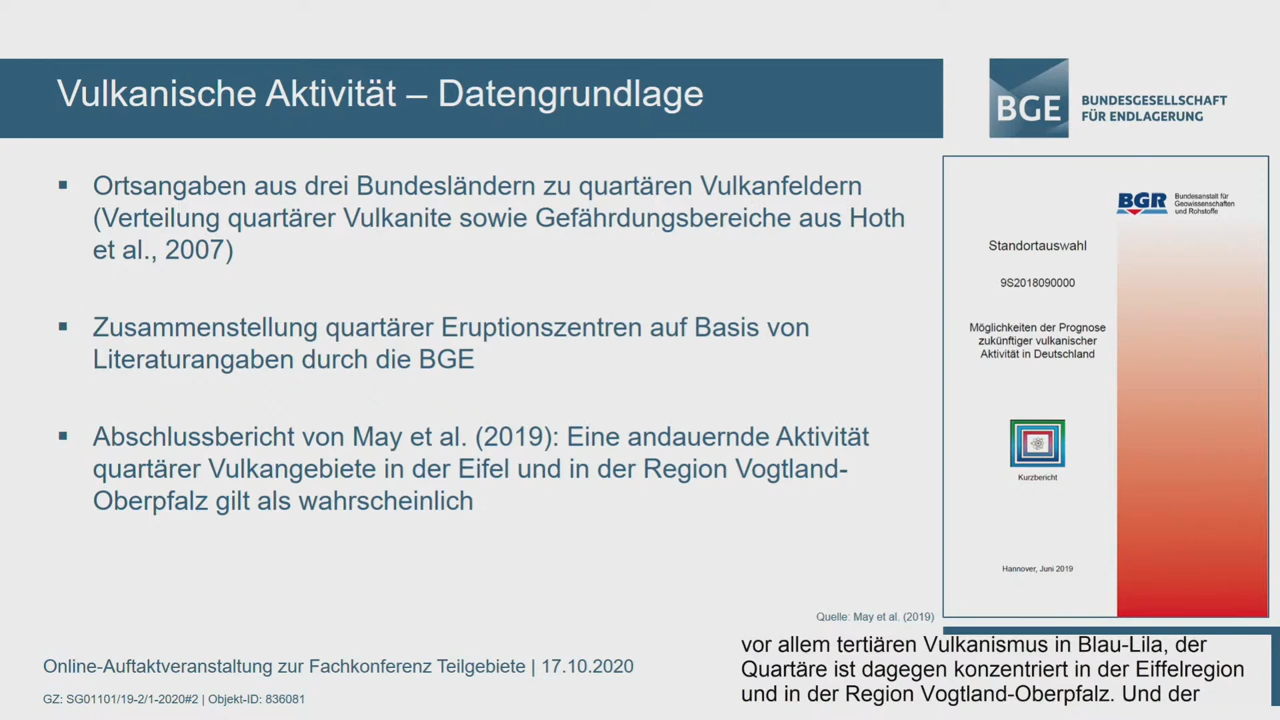 Vulkanische Aktivität – Datengrundlage
BGE BUNDESGESELLSCHAFT
FÜR ENDLAGERUNG
▪ Ortsangaben aus drei Bundesländern zu quartären Vulkanfeldern
(Verteilung quartärer Vulkanite sowie Gefährdungsbereiche aus Hoth
et al., 2007)
▪ Zusammenstellung quartärer Eruptionszentren auf Basis von
Literaturangaben durch die BGE
▪ Abschlussbericht von May et al. (2019): Eine andauernde Aktivität
quartärer Vulkangebiete in der Eifel und in der Region Vogtland-
Oberpfalz gilt als wahrscheinlich
BGR Bundesanstalt für
Geowissenschaften
und Rohstoffe
Standortauswahl
9S2018090000
Möglichkeiten der Prognose
zukünftiger vulkanischer
Aktivität in Deutschland
Kurzbericht
Hannover, Juni 2019
Quelle: May et al. (2019)
Online-Auftaktveranstaltung zur Fachkonferenz Teilgebiete | 17.10.2020
GZ: SG01101/19-2/1-2020#2 | Objekt-ID: 836081
vor allem tertiären Vulkanismus in Blau-Lila, der
Quartäre ist dagegen konzentriert in der Eiffelregion
und in der Region Vogtland-Oberpfalz. Und der